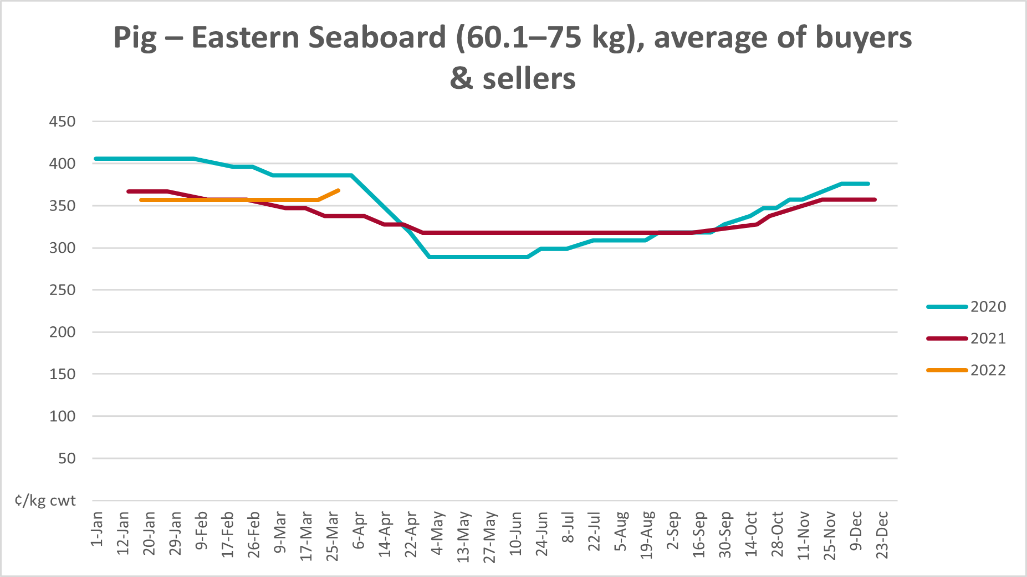 Pig – Eastern Seaboard (60.1–75 kg), average of buyers
& sellers
450
400
350
300
250
200
150
100
50
¢/kg cwt
1-Jan
12-Jan
20-Jan
29-Jan
9-Feb
17-Feb
26-Feb
9-Mar
17-Mar
25-Mar
6-Apr
14-Apr
22-Apr
4-May
13-May
27-May
10-Jun
24-Jun
8-Jul
22-Jul
5-Aug
19-Aug
2-Sep
16-Sep
30-Sep
14-Oct
28-Oct
11-Nov
25-Nov
9-Dec
23-Dec
2020
2021
2022